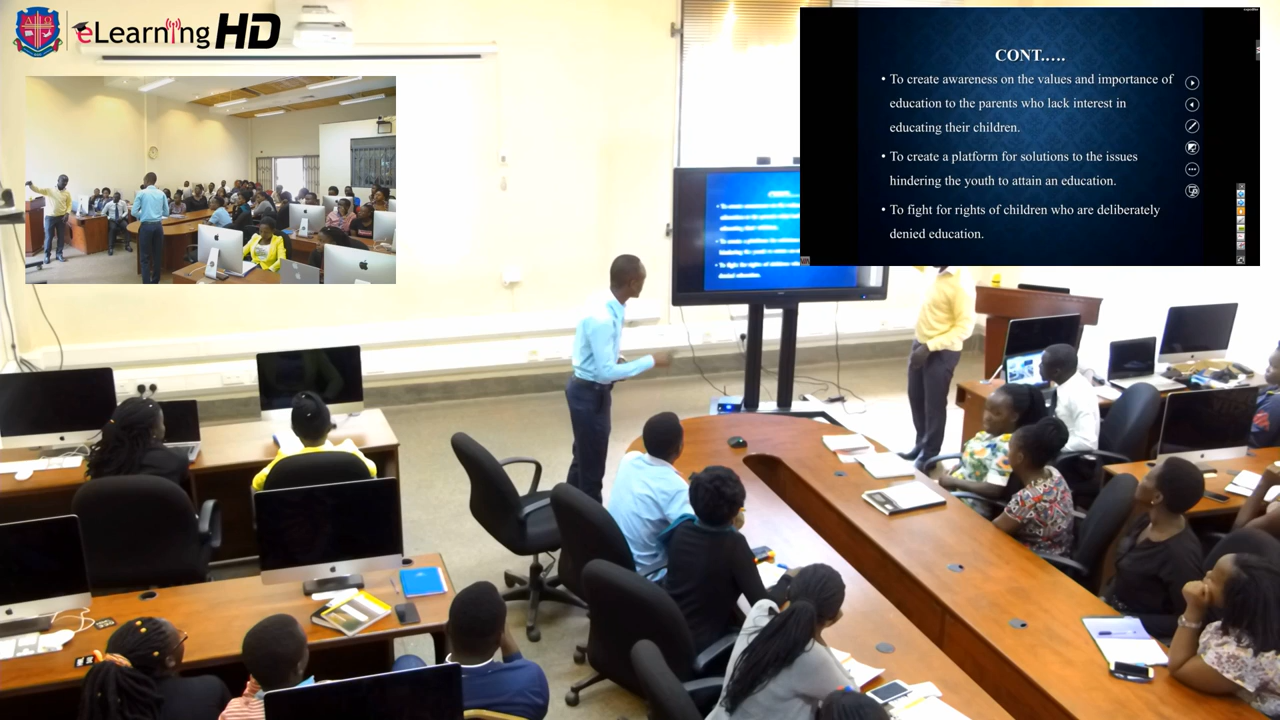 eLearning HD
CONT.....
• To create awareness on the values and importance of
education to the parents who lack interest in
educating their children.
• To create a platform for solutions to the issues
hindering the youth to attain an education.
• To fight for rights of children who are deliberately
denied education.